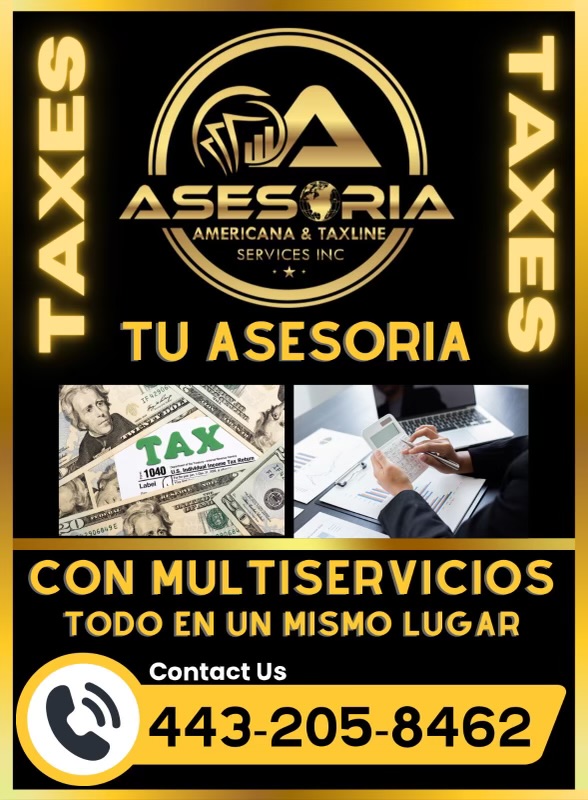 TAXES
TAXES
ASESORIA
AMERICANA & TAXLINE
SERVICES INC
TU ASESORIA
TAX
1040
U.S. Individual Income Tax Return
Label
CON MULTISERVICIOS
TODO EN UN MISMO LUGAR
Contact Us
443-205-8462